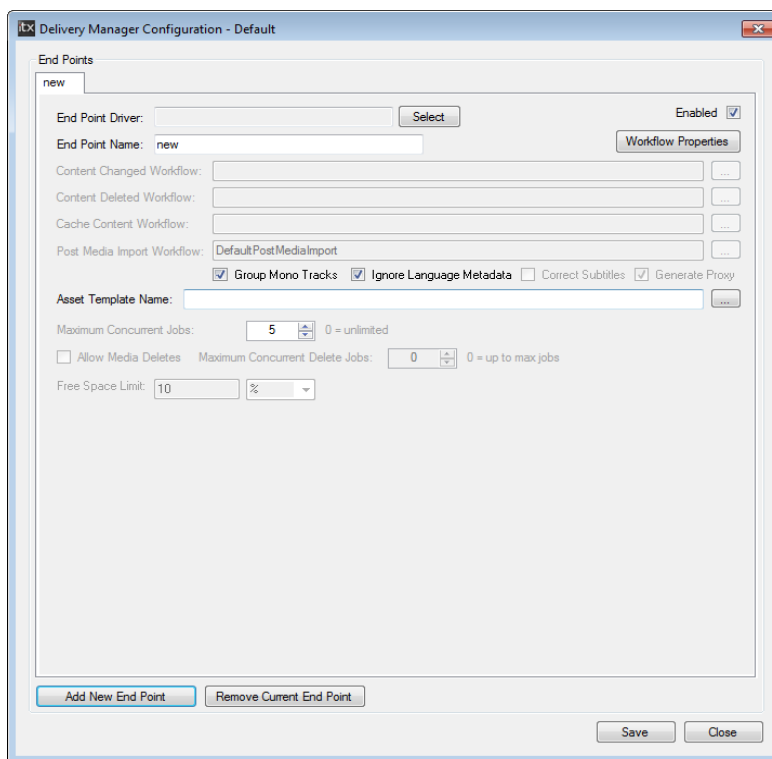 itx Delivery Manager Configuration - Default
End Points
new
End Point Driver: Select Enabled
End Point Name: new Workflow Properties
Content Changed Workflow: ...
Content Deleted Workflow: ...
Cache Content Workflow: ...
Post Media Import Workflow: DefaultPostMediaImport ...
Group Mono Tracks Ignore Language Metadata Correct Subtitles Generate Proxy
Asset Template Name: ...
Maximum Concurrent Jobs: 5 0 = unlimited
Allow Media Deletes Maximum Concurrent Delete Jobs: 0 0 = up to max jobs
Free Space Limit: 10 %
Add New End Point Remove Current End Point
Save Close